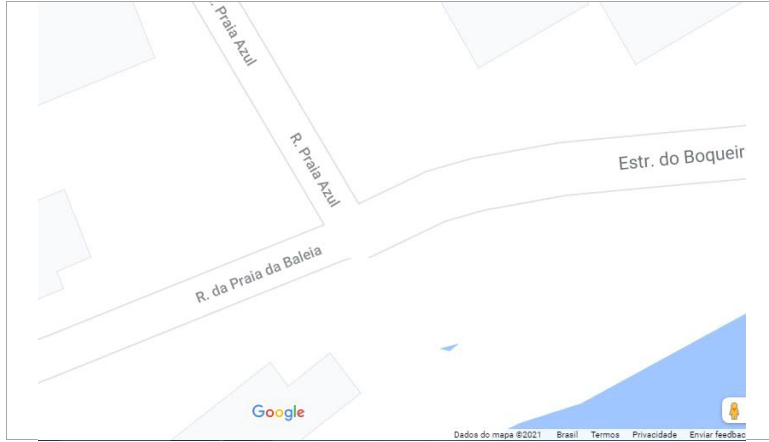 . Praia Azul
R. Praia Azul
Estr. do Boqueir
R. da Praia da Baleia
Google
Dados do mapa ©2021 Brasil Termos Privacidade Enviar feedbac